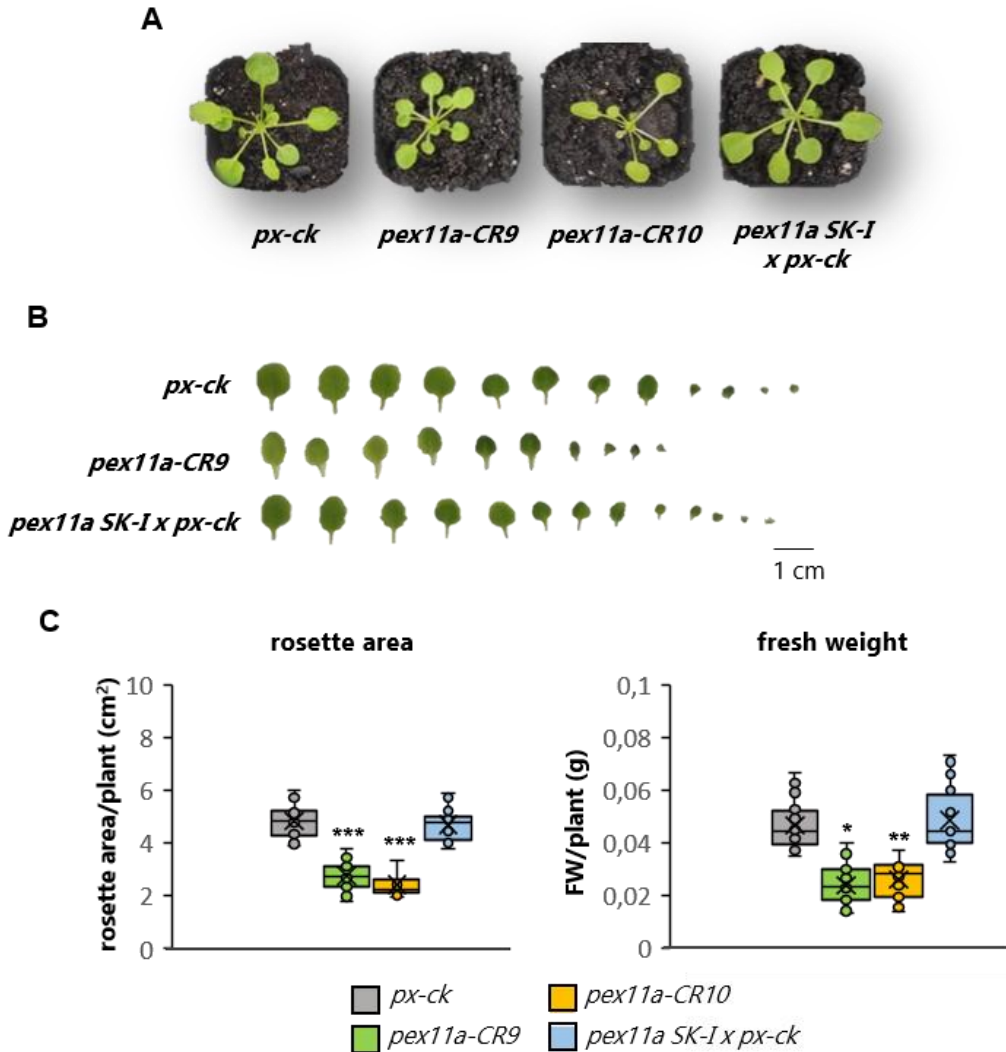 A
px-ck
pex11a-CR9
pex11a-CR10
pex11a SK-I
x px-ck
B
px-ck
pex11a-CR9
pex11a SK-I x px-ck
1 cm
C
rosette area
rosette area/plant (cm²)
10
8
6
4
2
0
***
***
fresh weight
FW/plant (g)
0,1
0,08
0,06
0,04
0,02
0
*
**
px-ck
pex11a-CR10
pex11a-CR9
pex11a SK-I x px-ck